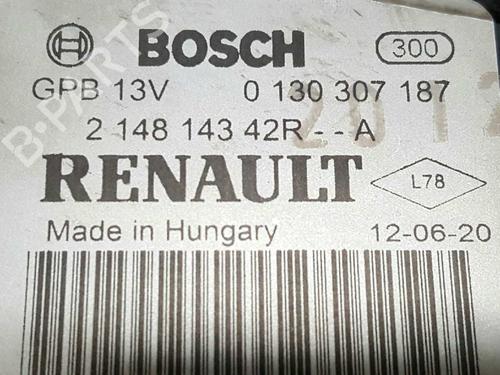 BOSCH 300
GPB 13V 0 130 307 187
2 148 143 42R - - A
RENAULT L78
Made in Hungary 12-06-20
B-PARTS